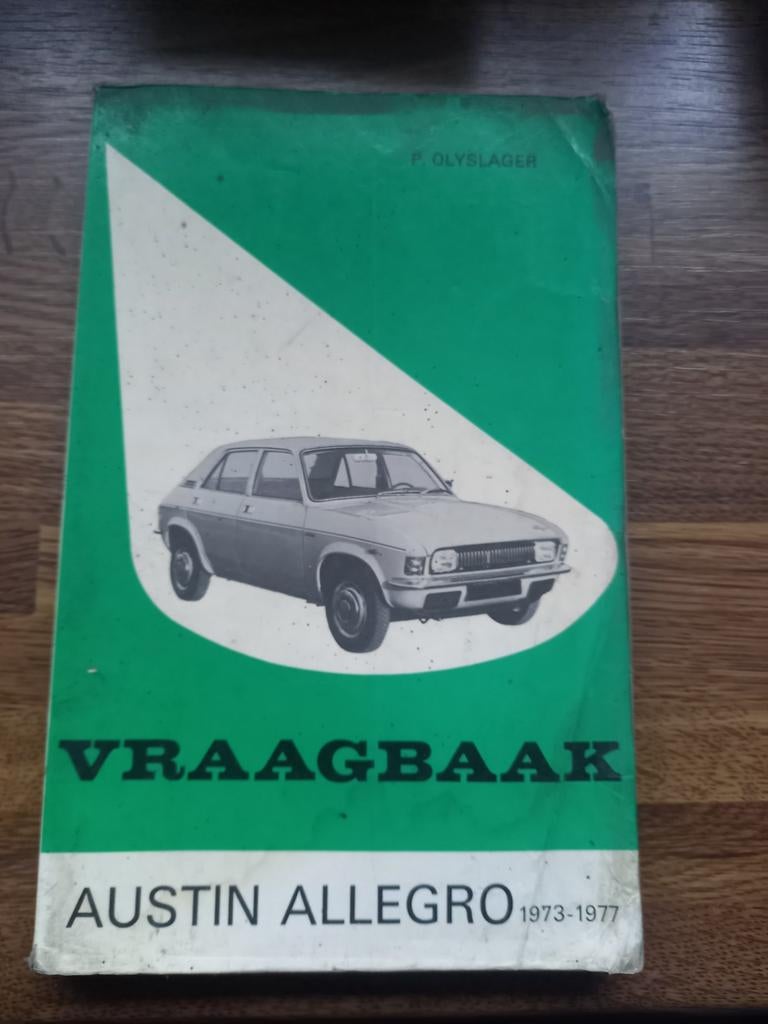 P. OLYSLAGER
VRAAGBAAK
AUSTIN ALLEGRO 1973-1977